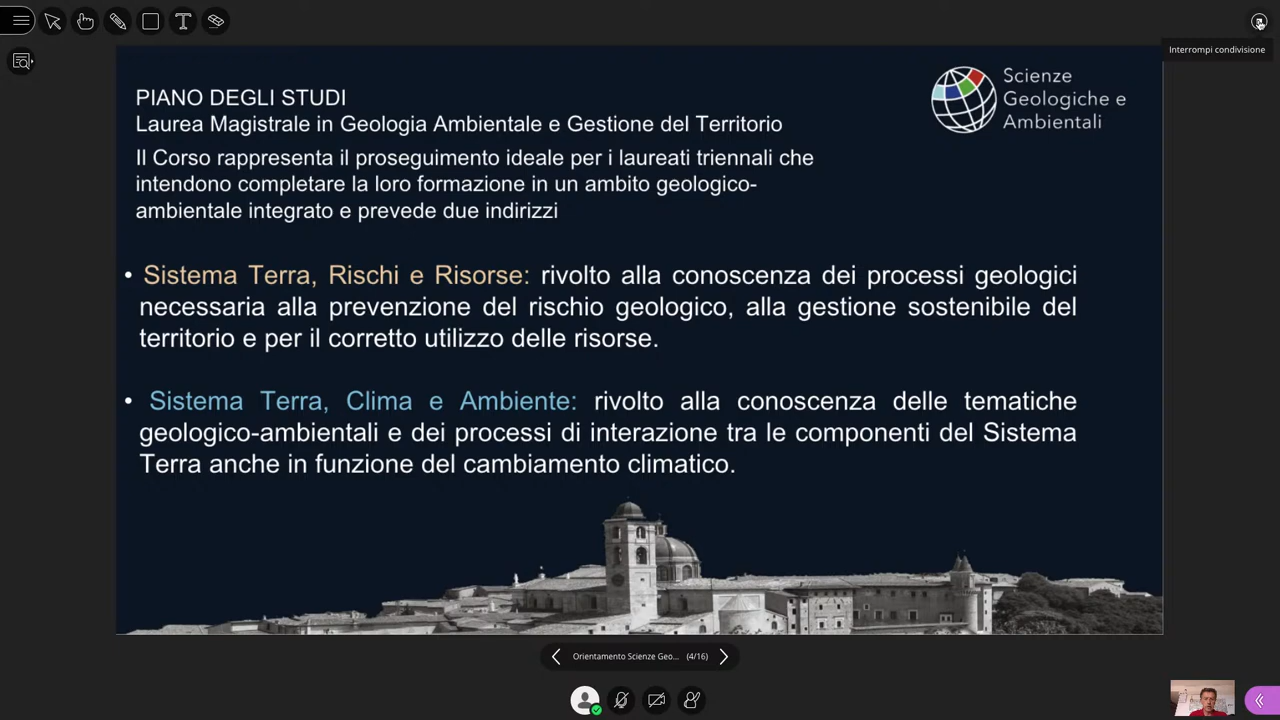 Interrompi condivisione
Scienze
Geologiche e
Ambientali
PIANO DEGLI STUDI
Laurea Magistrale in Geologia Ambientale e Gestione del Territorio
Il Corso rappresenta il proseguimento ideale per i laureati triennali che
intendono completare la loro formazione in un ambito geologico-
ambientale integrato e prevede due indirizzi
• Sistema Terra, Rischi e Risorse: rivolto alla conoscenza dei processi geologici
necessaria alla prevenzione del rischio geologico, alla gestione sostenibile del
territorio e per il corretto utilizzo delle risorse.
• Sistema Terra, Clima e Ambiente: rivolto alla conoscenza delle tematiche
geologico-ambientali e dei processi di interazione tra le componenti del Sistema
Terra anche in funzione del cambiamento climatico.
Orientamento Scienze Geo... (4/16)